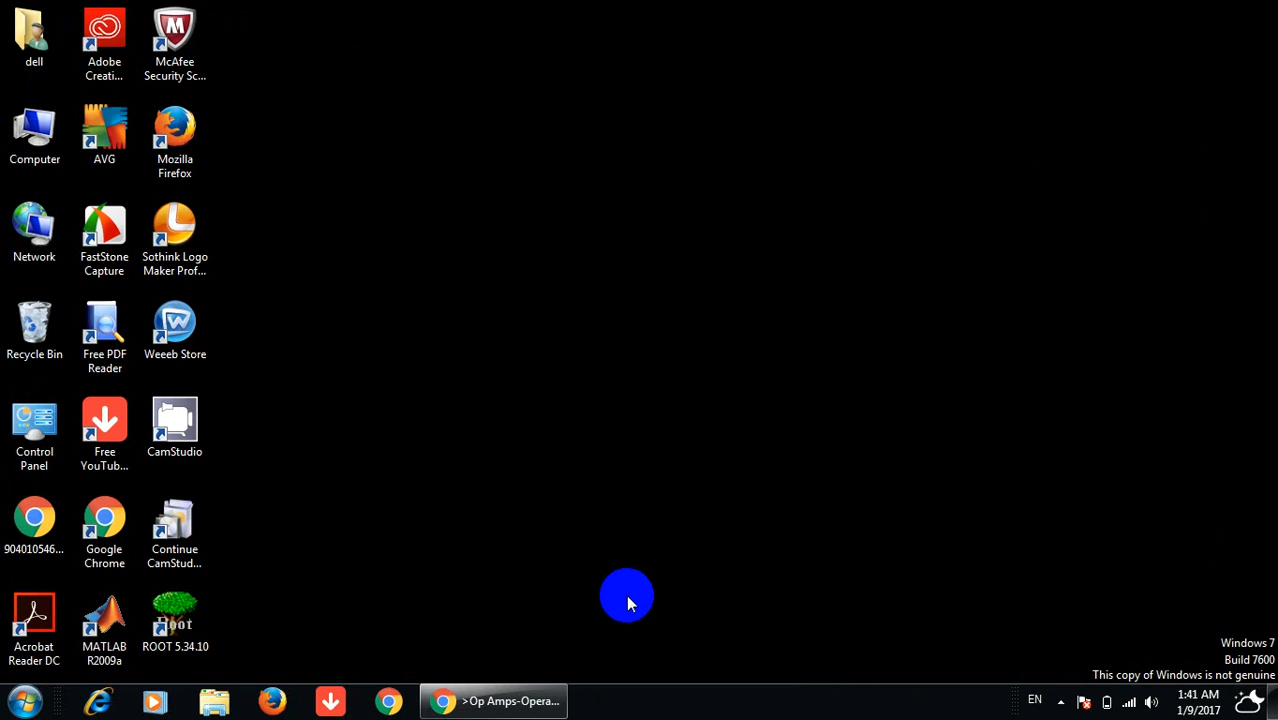 dell
Adobe
Creati...
McAfee
Security Sc...
Computer
AVG
Mozilla
Firefox
Network
FastStone
Capture
Sothink Logo
Maker Prof...
Recycle Bin
Free PDF
Reader
Weeeb Store
Control
Panel
Free
YouTub...
CamStudio
904010546...
Google
Chrome
Continue
CamStud...
Acrobat
Reader DC
MATLAB
R2009a
Root
ROOT 5.34.10
Windows 7
Build 7600
This copy of Windows is not genuine
>Op Amps-Opera...
EN
1:41 AM
1/9/2017